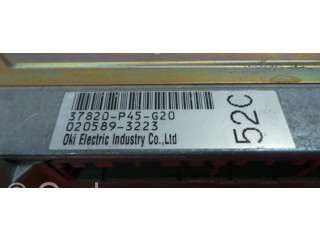 37820-P45-G20
020589-3223
Oki Electric Industry Co.,Ltd
52C